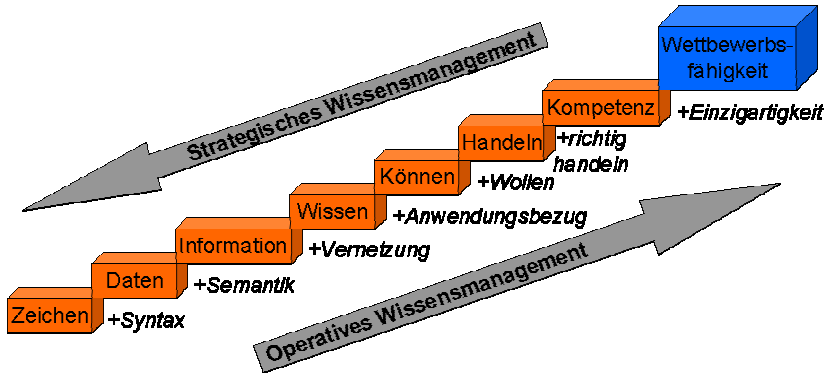 Strategisches Wissensmanagement
Wettbewerbs-
fähigkeit
Kompetenz
+Einzigartigkeit
Handeln
+richtig
handeln
Können
+Wollen
Wissen
+Anwendungsbezug
Information
+Vernetzung
Daten
+Semantik
Zeichen
+Syntax
Operatives Wissensmanagement